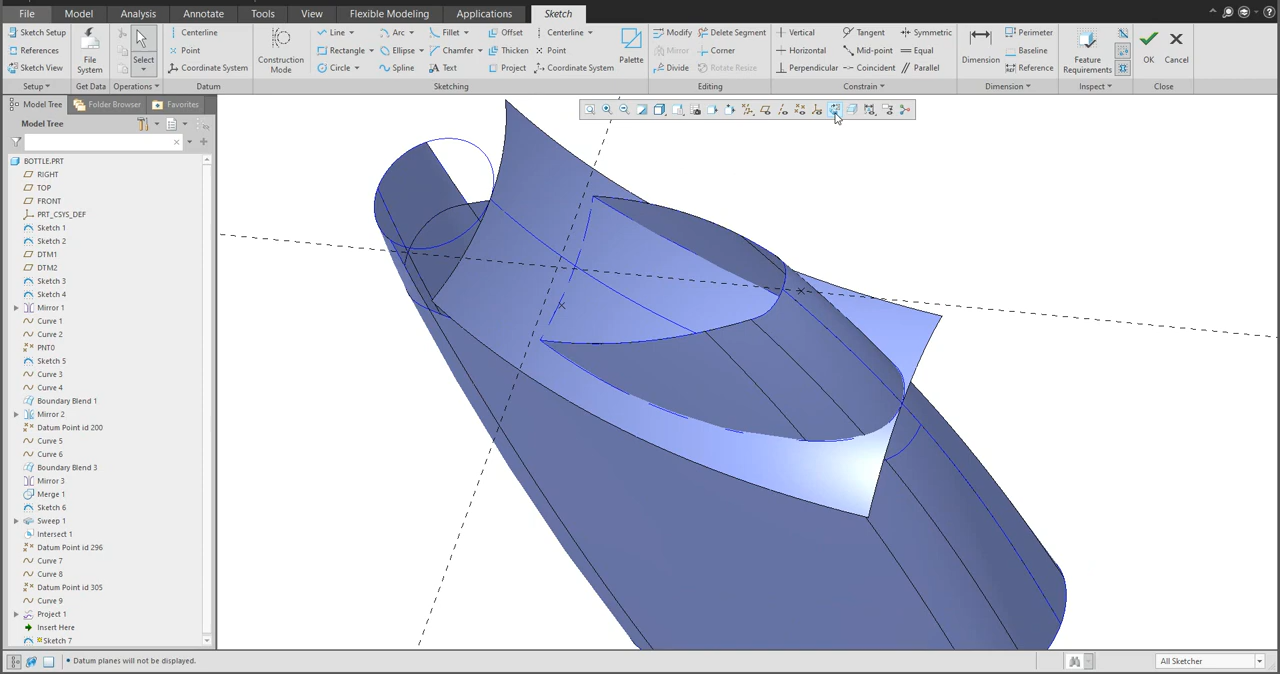 File Model Analysis Annotate Tools View Flexible Modeling Applications Sketch
Sketch Setup
References
Sketch View
Setup
File System
Get Data
Select
Operations
Centerline
Point
Coordinate System
Datum
Construction Mode
Line Arc Fillet Offset Centerline
Rectangle Ellipse Chamfer Thicken Point
Circle Spline Text Project Coordinate System
Palette
Sketching
Modify Delete Segment
Mirror Corner
Divide Rotate Resize
Editing
Vertical Tangent Symmetric
Horizontal Mid-point Equal
Perpendicular Coincident Parallel
Constrain
Dimension
Perimeter
Baseline
Reference
Dimension
Feature Requirements
Inspect
OK
Cancel
Close
Model Tree Folder Browser Favorites
Model Tree
BOTTLE.PRT
RIGHT
TOP
FRONT
PRT_CSYS_DEF
Sketch 1
Sketch 2
DTM1
DTM2
Sketch 3
Sketch 4
Mirror 1
Curve 1
Curve 2
PNT0
Sketch 5
Curve 3
Curve 4
Boundary Blend 1
Mirror 2
Datum Point id 200
Curve 5
Curve 6
Boundary Blend 3
Mirror 3
Merge 1
Sketch 6
Sweep 1
Intersect 1
Datum Point id 296
Curve 7
Curve 8
Datum Point id 305
Curve 9
Project 1
Insert Here
Sketch 7
Datum planes will not be displayed.
All Sketcher